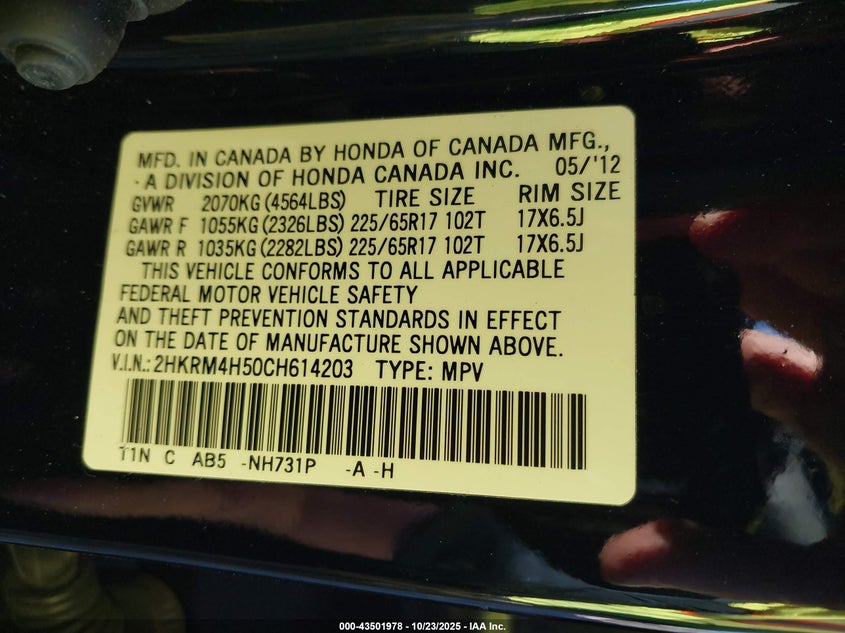 MFD. IN CANADA BY HONDA OF CANADA MFG.,
A DIVISION OF HONDA CANADA INC. 05/'12
GVWR 2070KG (4564LBS) TIRE SIZE RIM SIZE
GAWR F 1055KG (2326LBS) 225/65R17 102T 17X6.5J
GAWR R 1035KG (2282LBS) 225/65R17 102T 17X6.5J
THIS VEHICLE CONFORMS TO ALL APPLICABLE
FEDERAL MOTOR VEHICLE SAFETY
AND THEFT PREVENTION STANDARDS IN EFFECT
ON THE DATE OF MANUFACTURE SHOWN ABOVE.
V.I.N.: 2HKRM4H50CH614203 TYPE: MPV
T1N C AB5 -NH731P -A -H
000-43501978 - 10/23/2025 - IAA Inc.